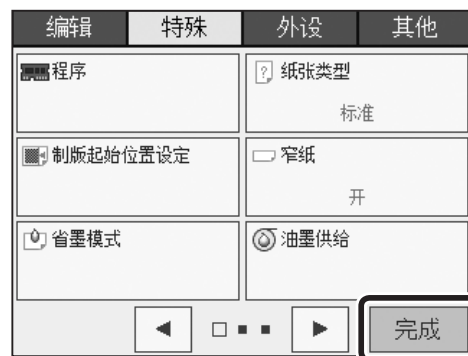 编辑 特殊 外设 其他
程序 纸张类型
标准
制版起始位置设定 窄纸
开
省墨模式 油墨供给
完成